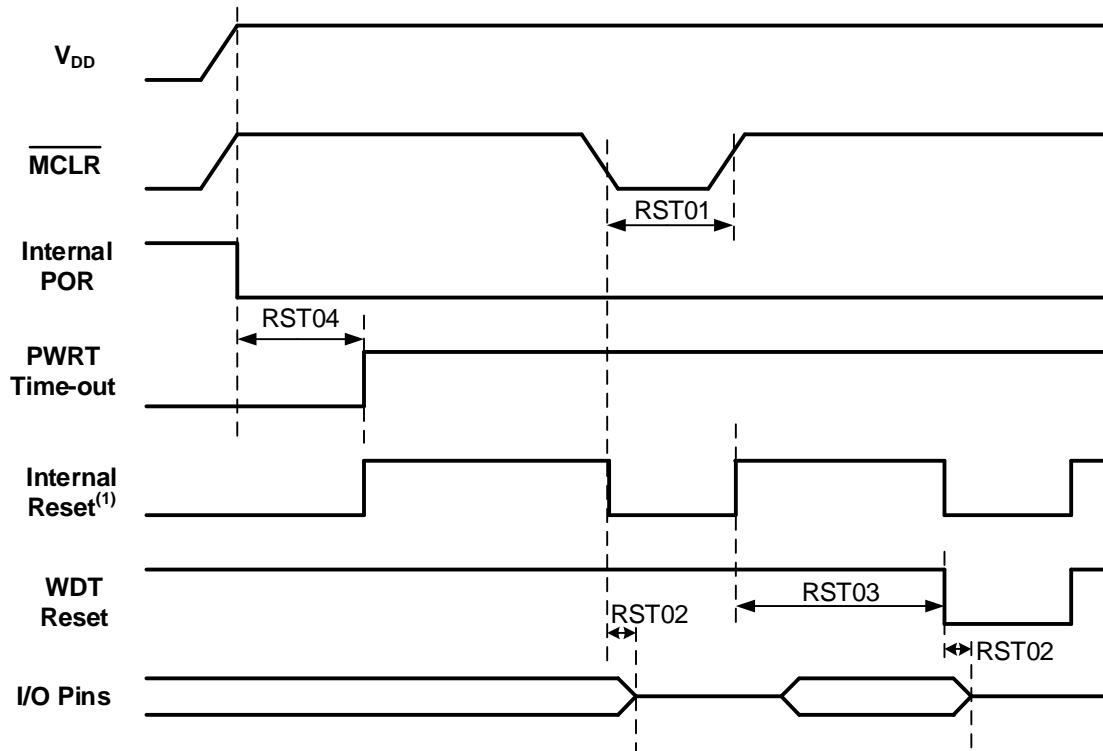 VDD
MCLR
RST01
Internal
POR
RST04
PWRT
Time-out
Internal
Reset(1)
WDT
Reset
RST03
RST02
RST02
I/O Pins